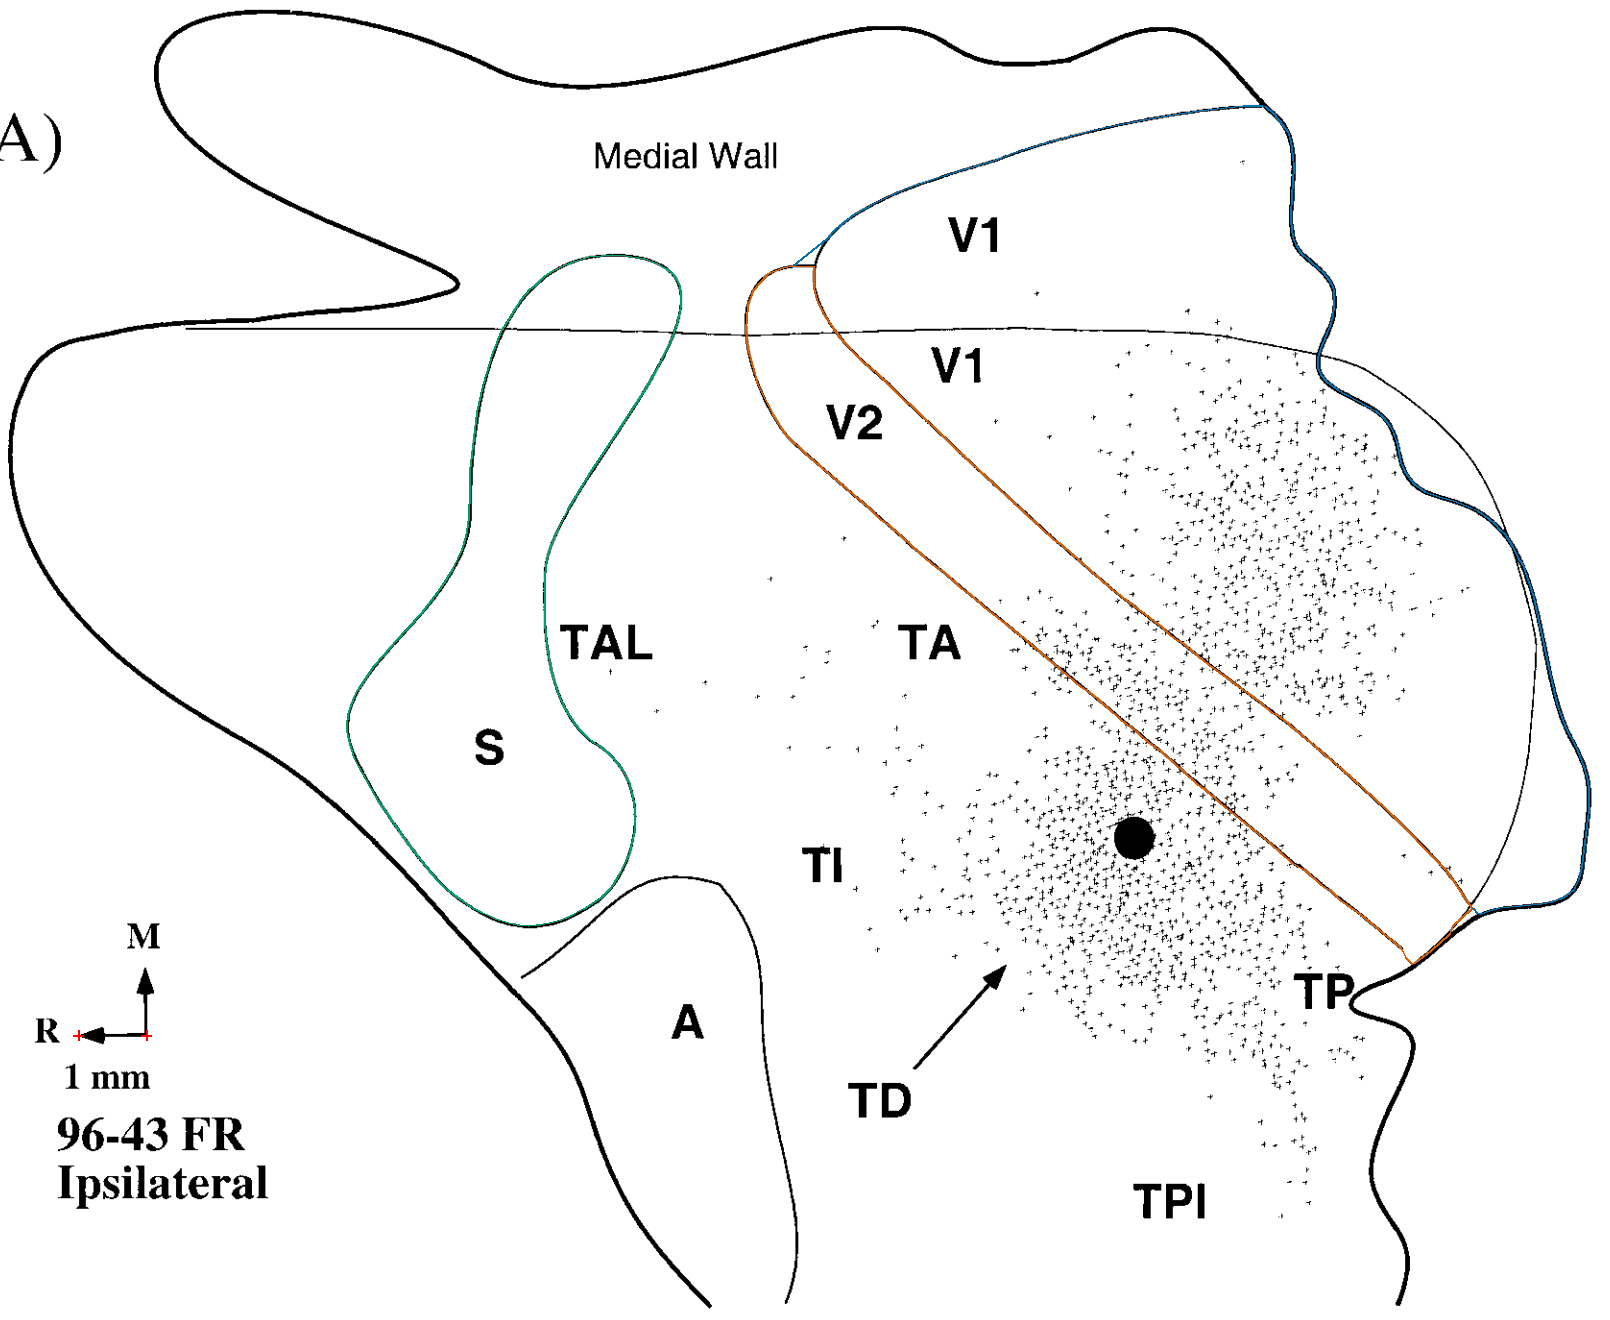 A)
Medial Wall
V1
V1
V2
TAL
TA
S
TI
M
R
1 mm
A
TP
TD
96-43 FR
Ipsilateral
TPI